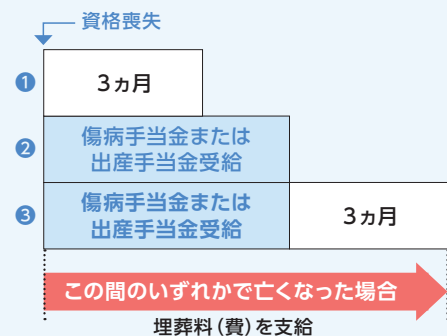 資格喪失
❶ 3ヵ月
❷ 傷病手当金または
出産手当金受給
❸ 傷病手当金または
出産手当金受給
3ヵ月
この間のいずれかで亡くなった場合
埋葬料(費)を支給